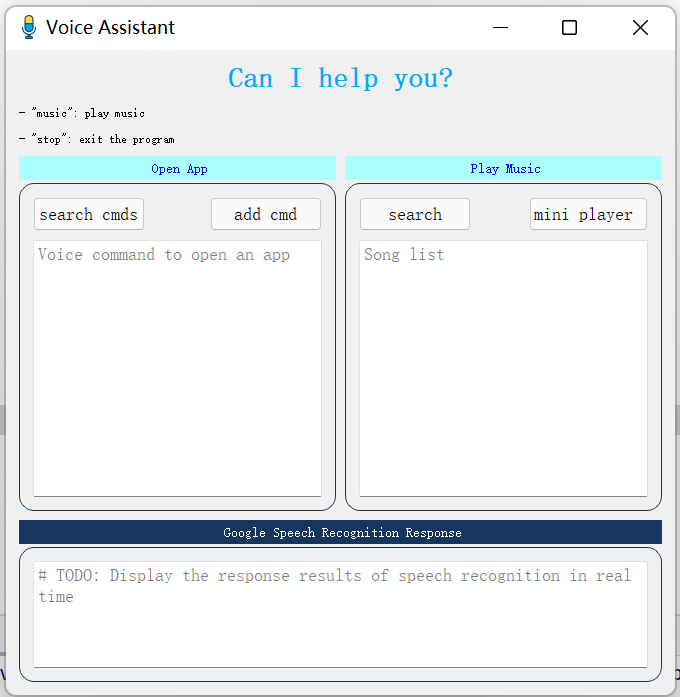 Voice Assistant
Can I help you?
- "music": play music
- "stop": exit the program
Open App
Play Music
search cmds
add cmd
search
mini player
Voice command to open an app
Song list
Google Speech Recognition Response
# TODO: Display the response results of speech recognition in real
time